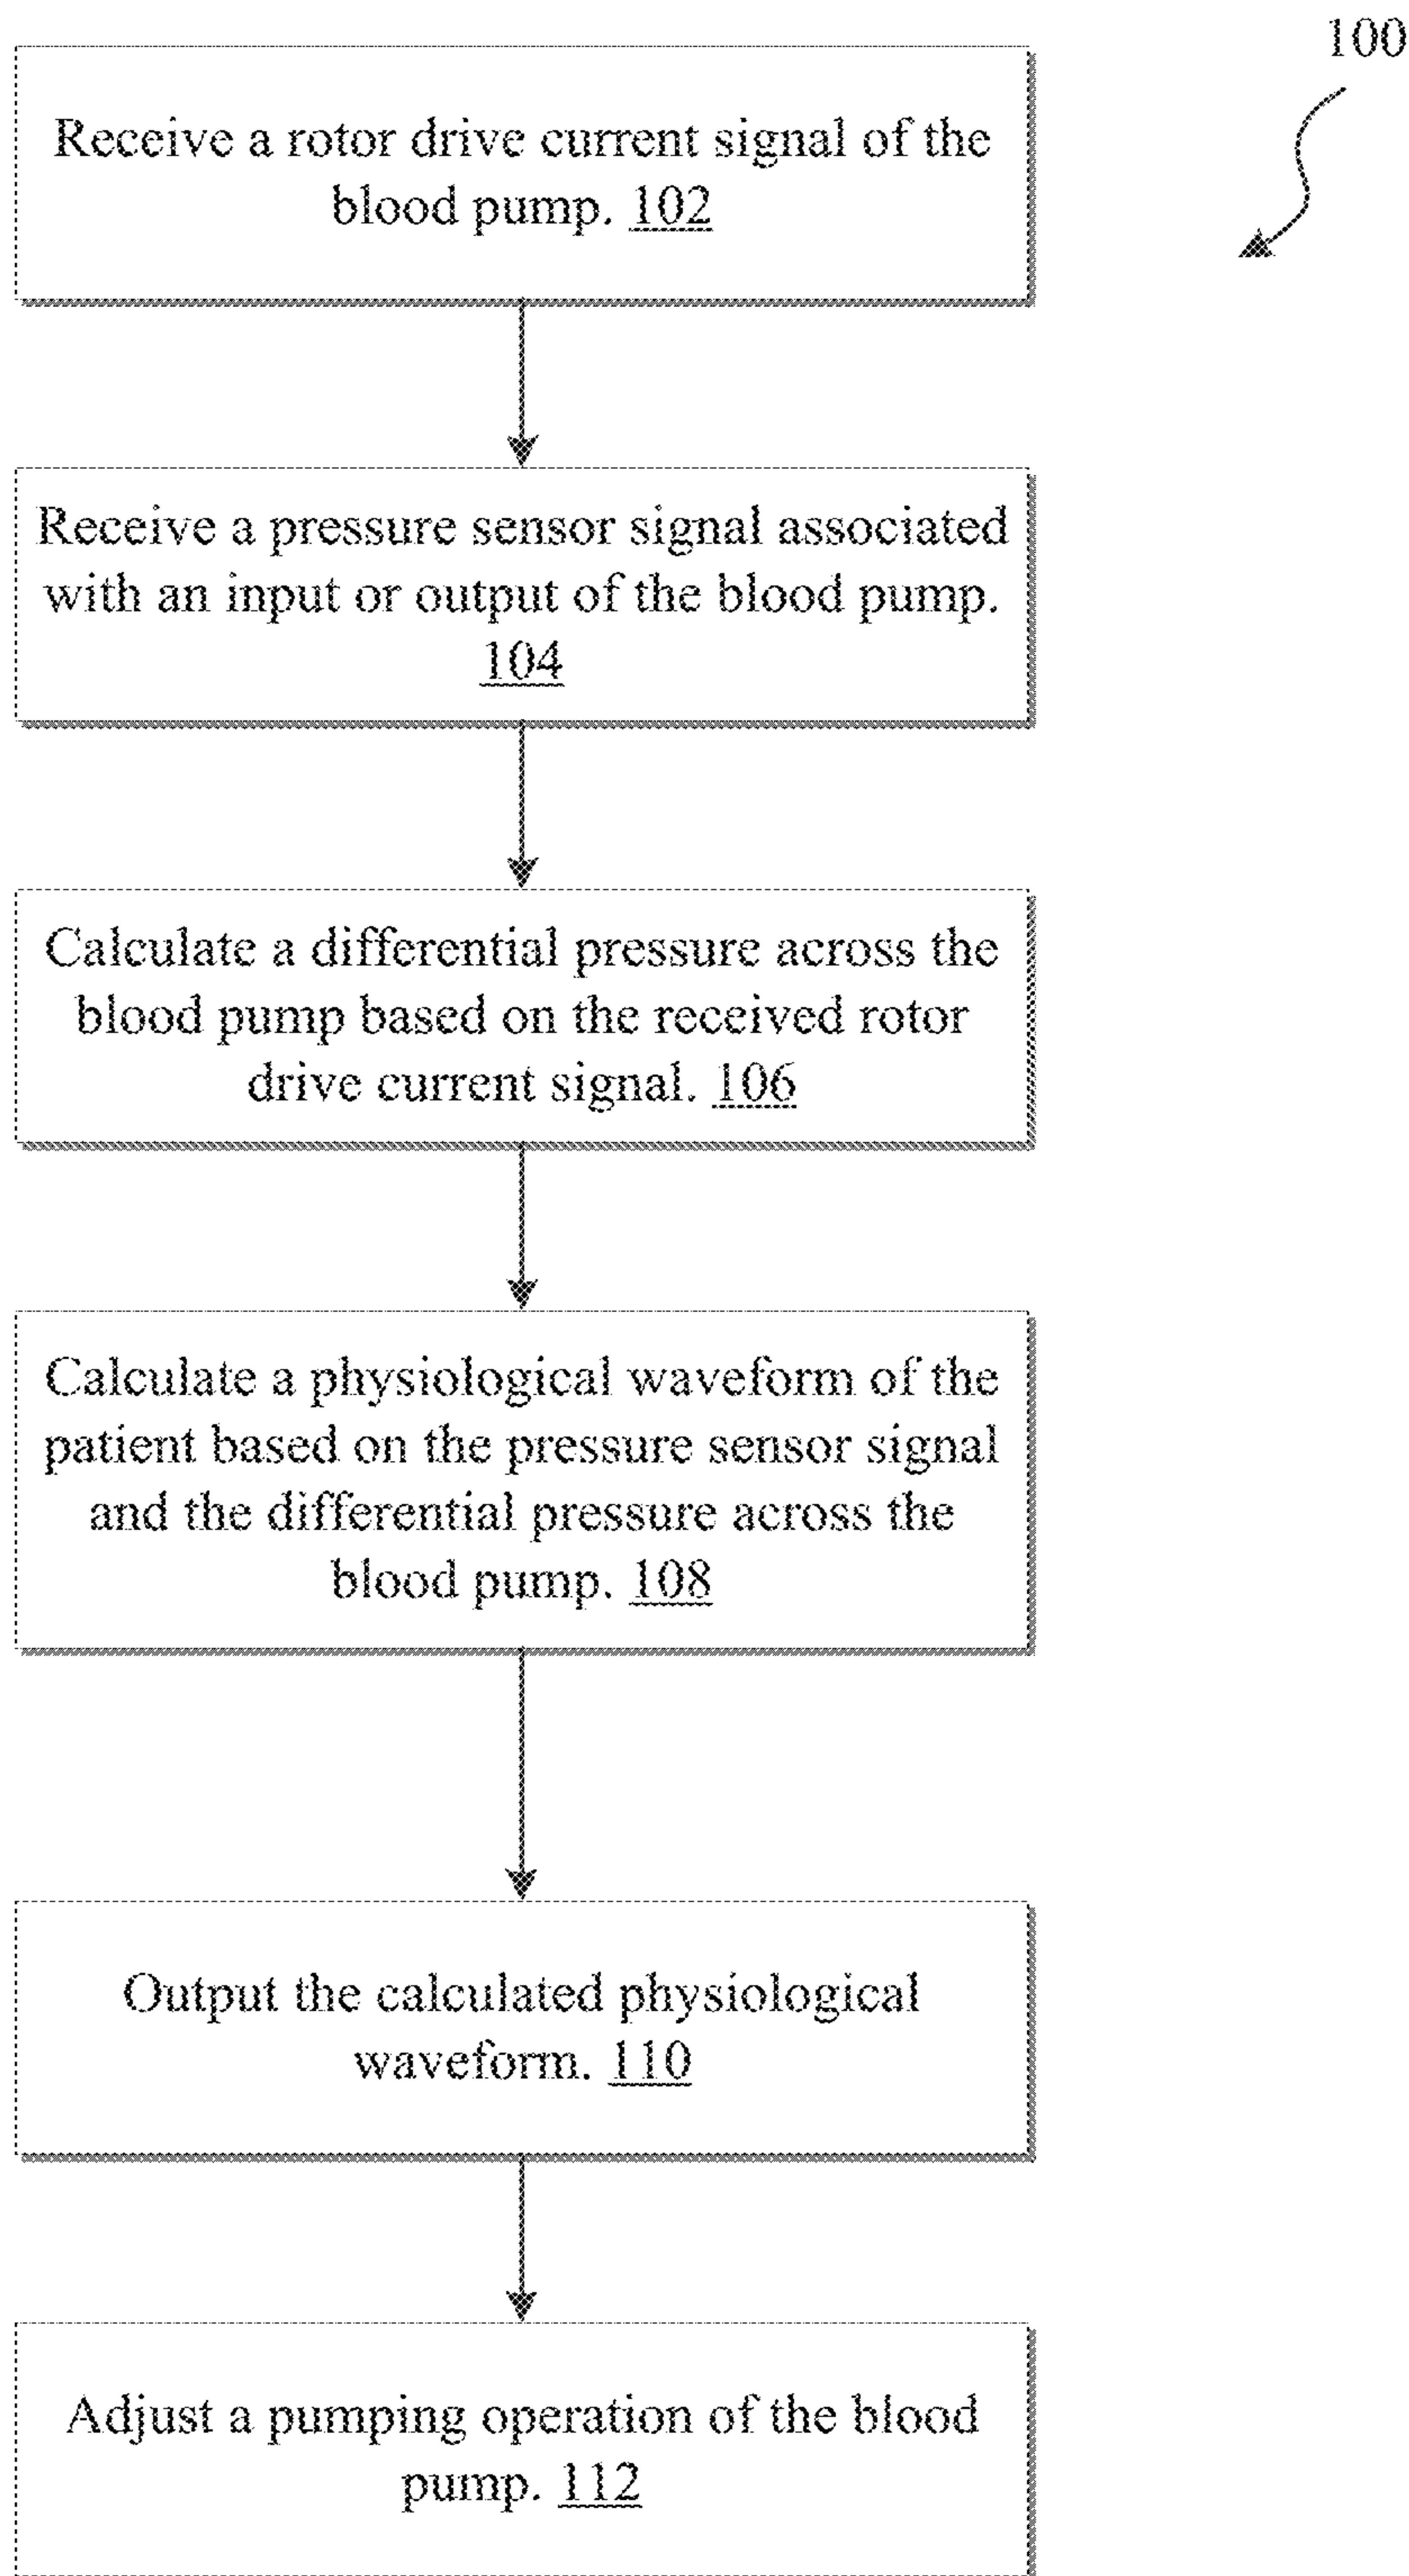 100
Receive a rotor drive current signal of the
blood pump. 102
Receive a pressure sensor signal associated
with an input or output of the blood pump.
104
Calculate a differential pressure across the
blood pump based on the received rotor
drive current signal. 106
Calculate a physiological waveform of the
patient based on the pressure sensor signal
and the differential pressure across the
blood pump. 108
Output the calculated physiological
waveform. 110
Adjust a pumping operation of the blood
pump. 112